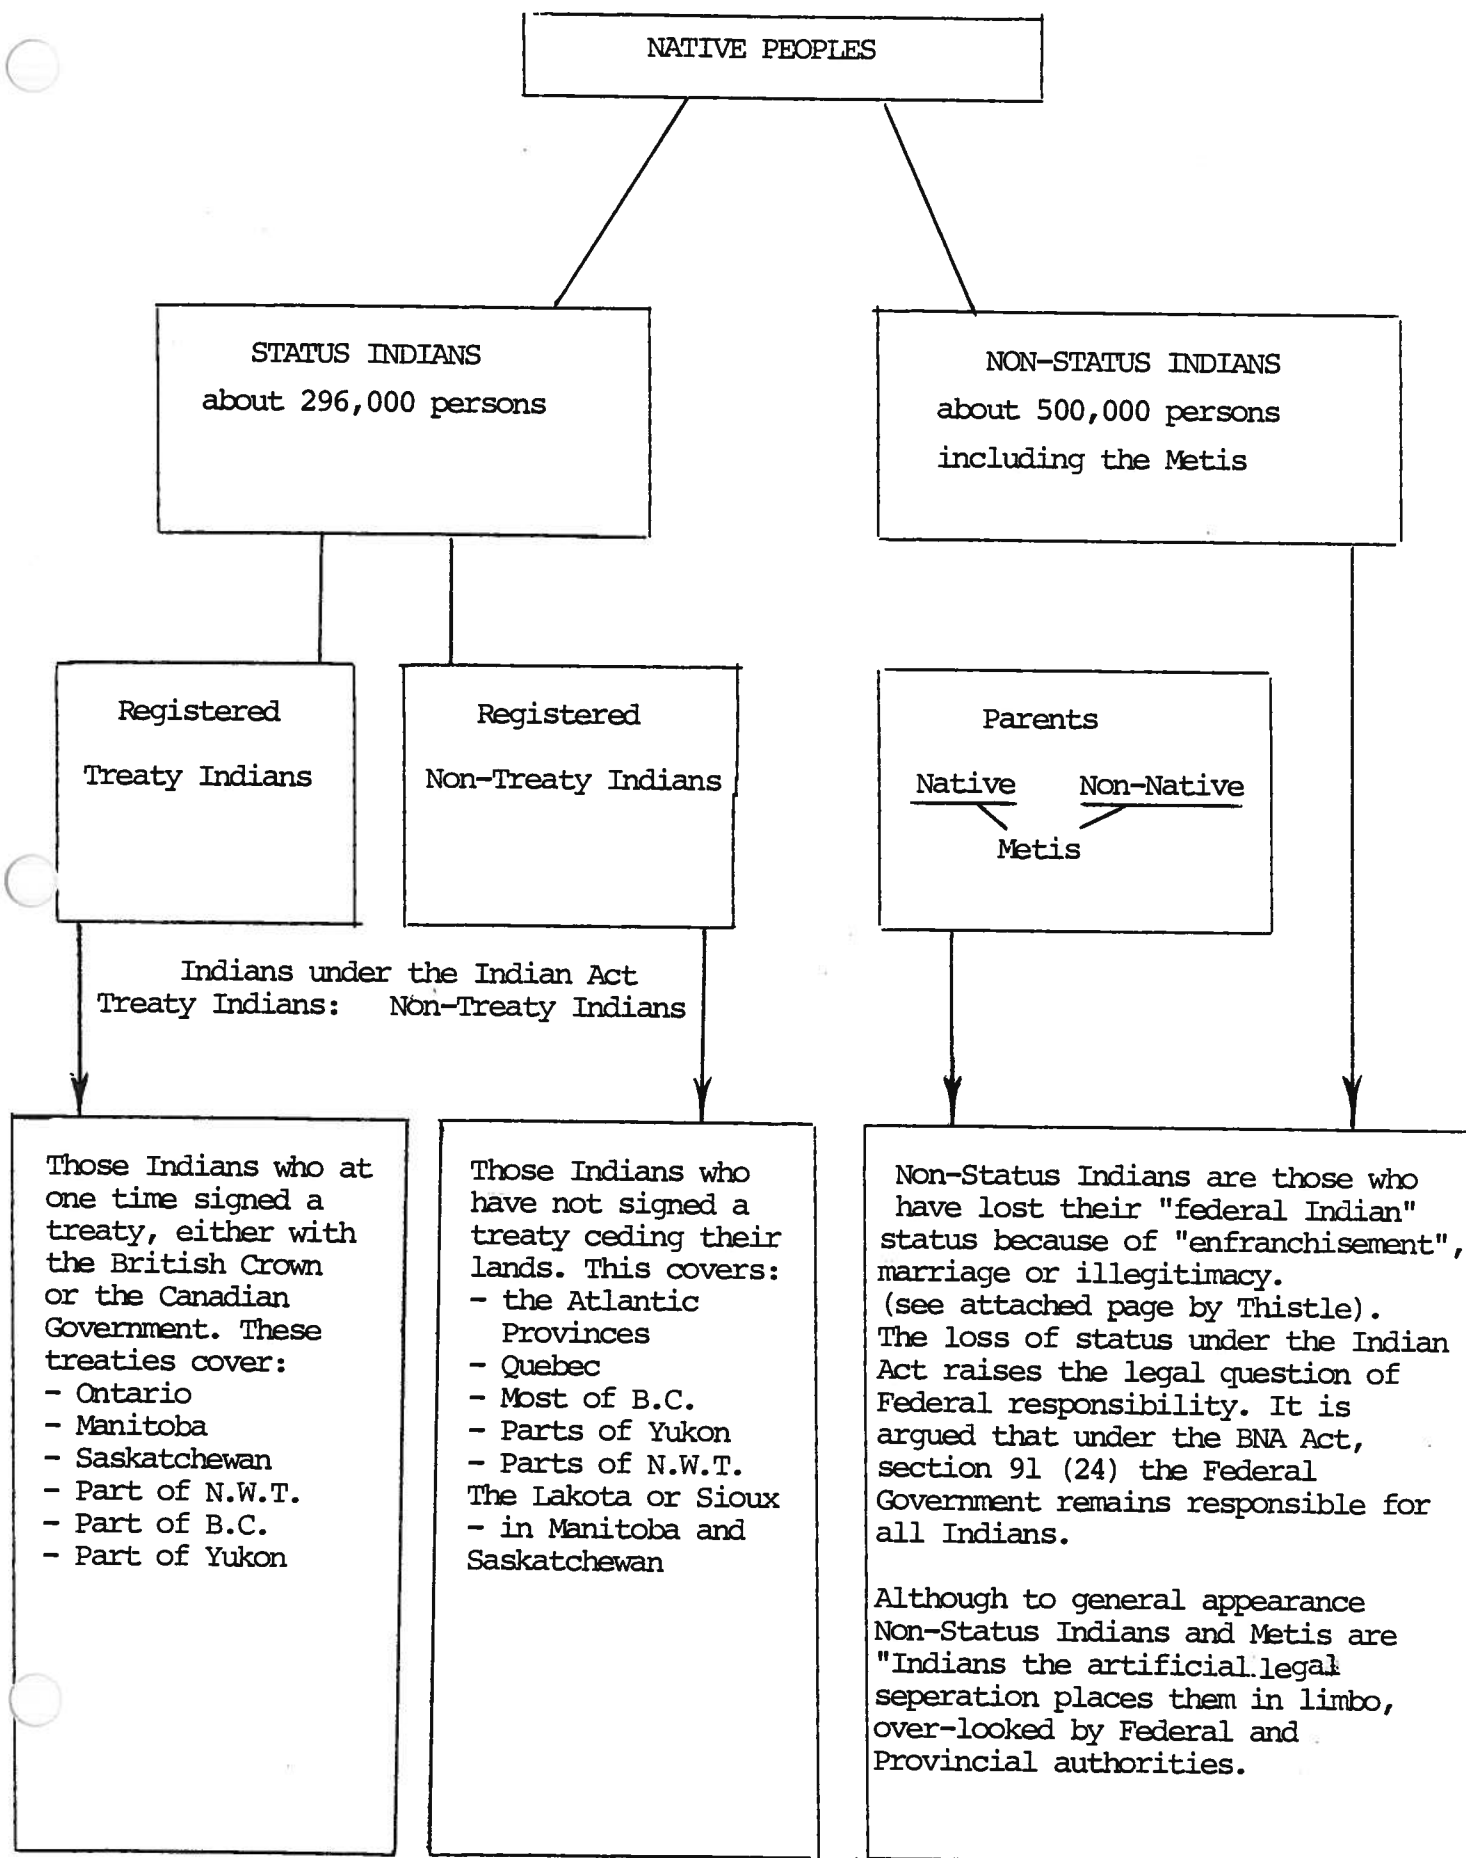 NATIVE PEOPLES
STATUS INDIANS
about 296,000 persons
NON-STATUS INDIANS
about 500,000 persons
including the Metis
Registered
Treaty Indians
Registered
Non-Treaty Indians
Parents
Native Non-Native
Metis
Indians under the Indian Act
Treaty Indians: Non-Treaty Indians
Those Indians who at
one time signed a
treaty, either with
the British Crown
or the Canadian
Government. These
treaties cover:
- Ontario
- Manitoba
- Saskatchewan
- Part of N.W.T.
- Part of B.C.
- Part of Yukon
Those Indians who
have not signed a
treaty ceding their
lands. This covers:
- the Atlantic
Provinces
- Quebec
- Most of B.C.
- Parts of Yukon
- Parts of N.W.T.
The Lakota or Sioux
- in Manitoba and
Saskatchewan
Non-Status Indians are those who
have lost their "federal Indian"
status because of "enfranchisement",
marriage or illegitimacy.
(see attached page by Thistle).
The loss of status under the Indian
Act raises the legal question of
Federal responsibility. It is
argued that under the BNA Act,
section 91 (24) the Federal
Government remains responsible for
all Indians.
Although to general appearance
Non-Status Indians and Metis are
"Indians the artificial legal
seperation places them in limbo,
over-looked by Federal and
Provincial authorities.